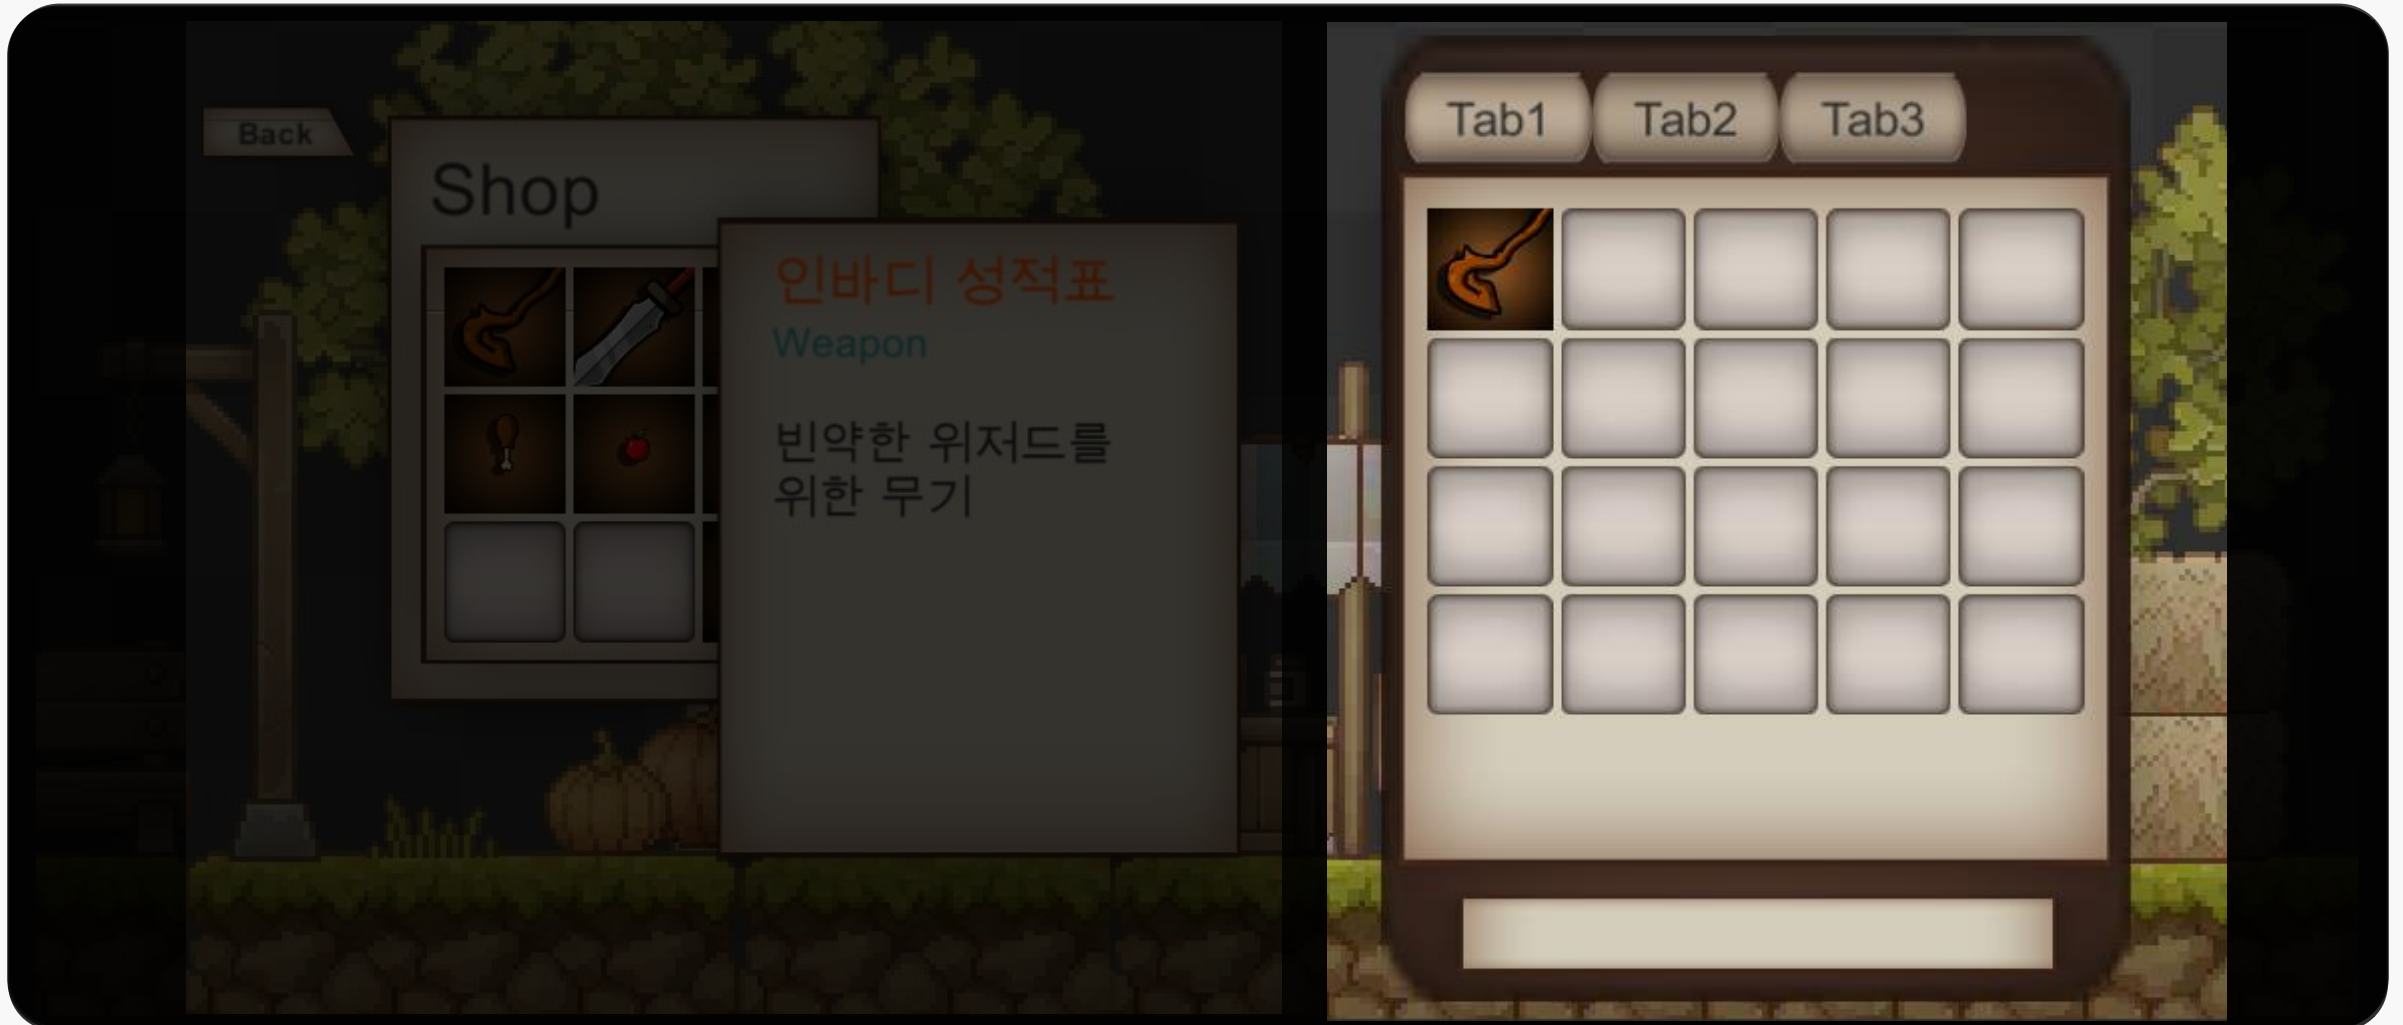 Back
Shop
인바디 성적표
Weapon
빈약한 위저드를
위한 무기
Tab1
Tab2
Tab3